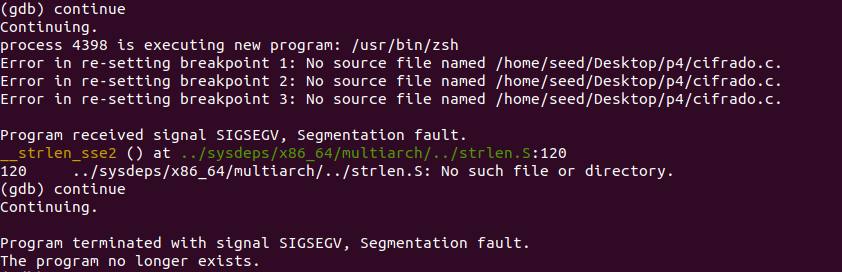 (gdb) continue
Continuing.
process 4398 is executing new program: /usr/bin/zsh
Error in re-setting breakpoint 1: No source file named /home/seed/Desktop/p4/cifrado.c.
Error in re-setting breakpoint 2: No source file named /home/seed/Desktop/p4/cifrado.c.
Error in re-setting breakpoint 3: No source file named /home/seed/Desktop/p4/cifrado.c.

Program received signal SIGSEGV, Segmentation fault.
__strlen_sse2 () at ../sysdeps/x86_64/multiarch/../strlen.S:120
120     ../sysdeps/x86_64/multiarch/../strlen.S: No such file or directory.
(gdb) continue
Continuing.

Program terminated with signal SIGSEGV, Segmentation fault.
The program no longer exists.